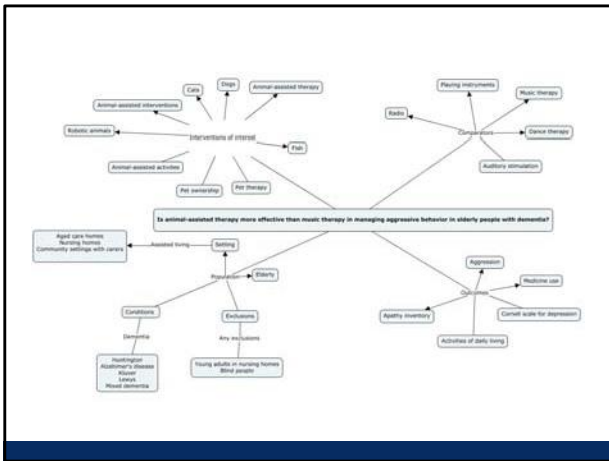 Dogs
Cats
Animal-assisted therapy
Animal-assisted interventions
Robotic animals
Interventions of interest
Fish
Animal-assisted activities
Pet ownership
Pet therapy
Playing instruments
Music therapy
Radio
Comparators
Dance therapy
Auditory stimulation
Is animal-assisted therapy more effective than music therapy in managing aggressive behavior in elderly people with dementia?
Aged care homes
Nursing homes
Community settings with carers
Assisted living
Setting
Population
Elderly
Conditions
Exclusions
Dementia
Any exclusions
Huntington
Alzahimer's disease
Kluver
Lewys
Mixed dementia
Young adults in nursing homes
Blind people
Aggression
Medicine use
Outcomes
Apathy inventory
Cornell scale for depression
Activities of daily living